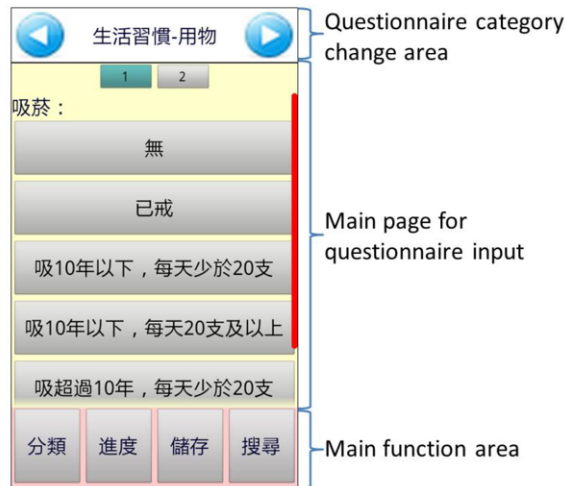 生活習慣-用物
Questionnaire category
change area
1 2
吸菸：
無
已戒
吸10年以下，每天少於20支
吸10年以下，每天20支及以上
吸超過10年，每天少於20支
Main page for
questionnaire input
分類 進度 儲存 搜尋
Main function area